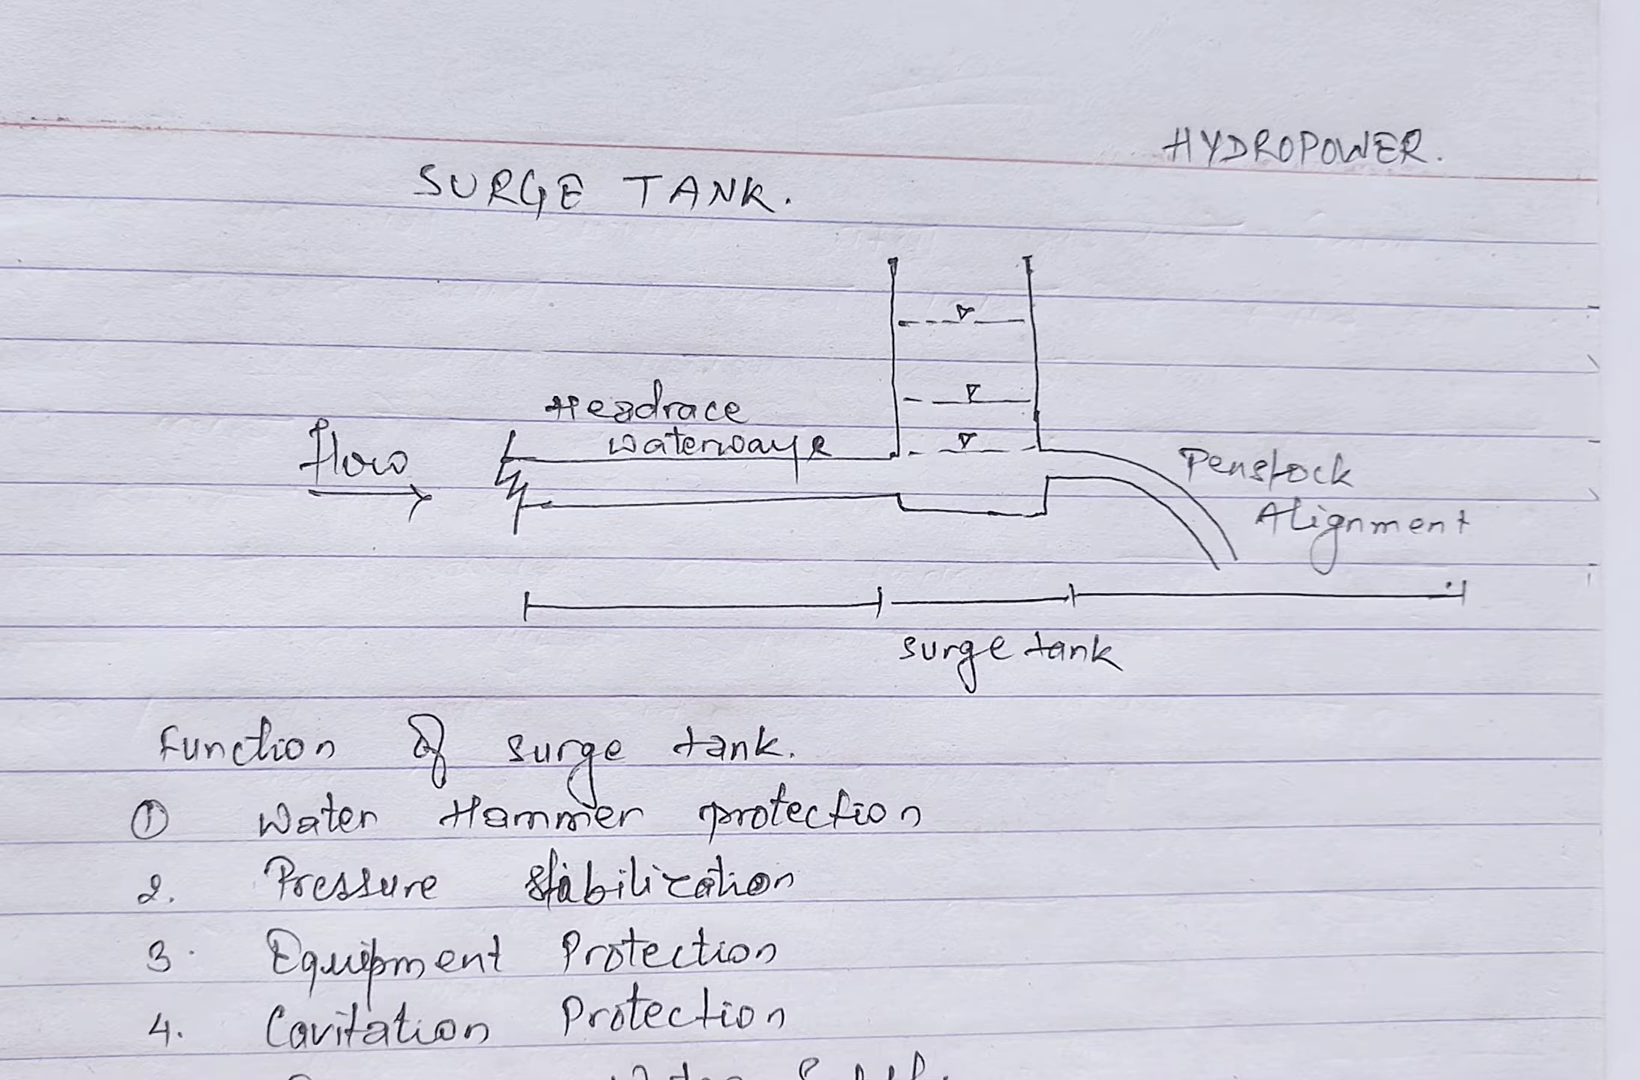 HYDROPOWER.
SURGE TANK.
Headrace
waterwaye
flow
Penstock
Alignment
surge tank
Function of surge tank.
① Water Hammer protection
2. Pressure stabilization
3. Equipment Protection
4. Cavitation Protection